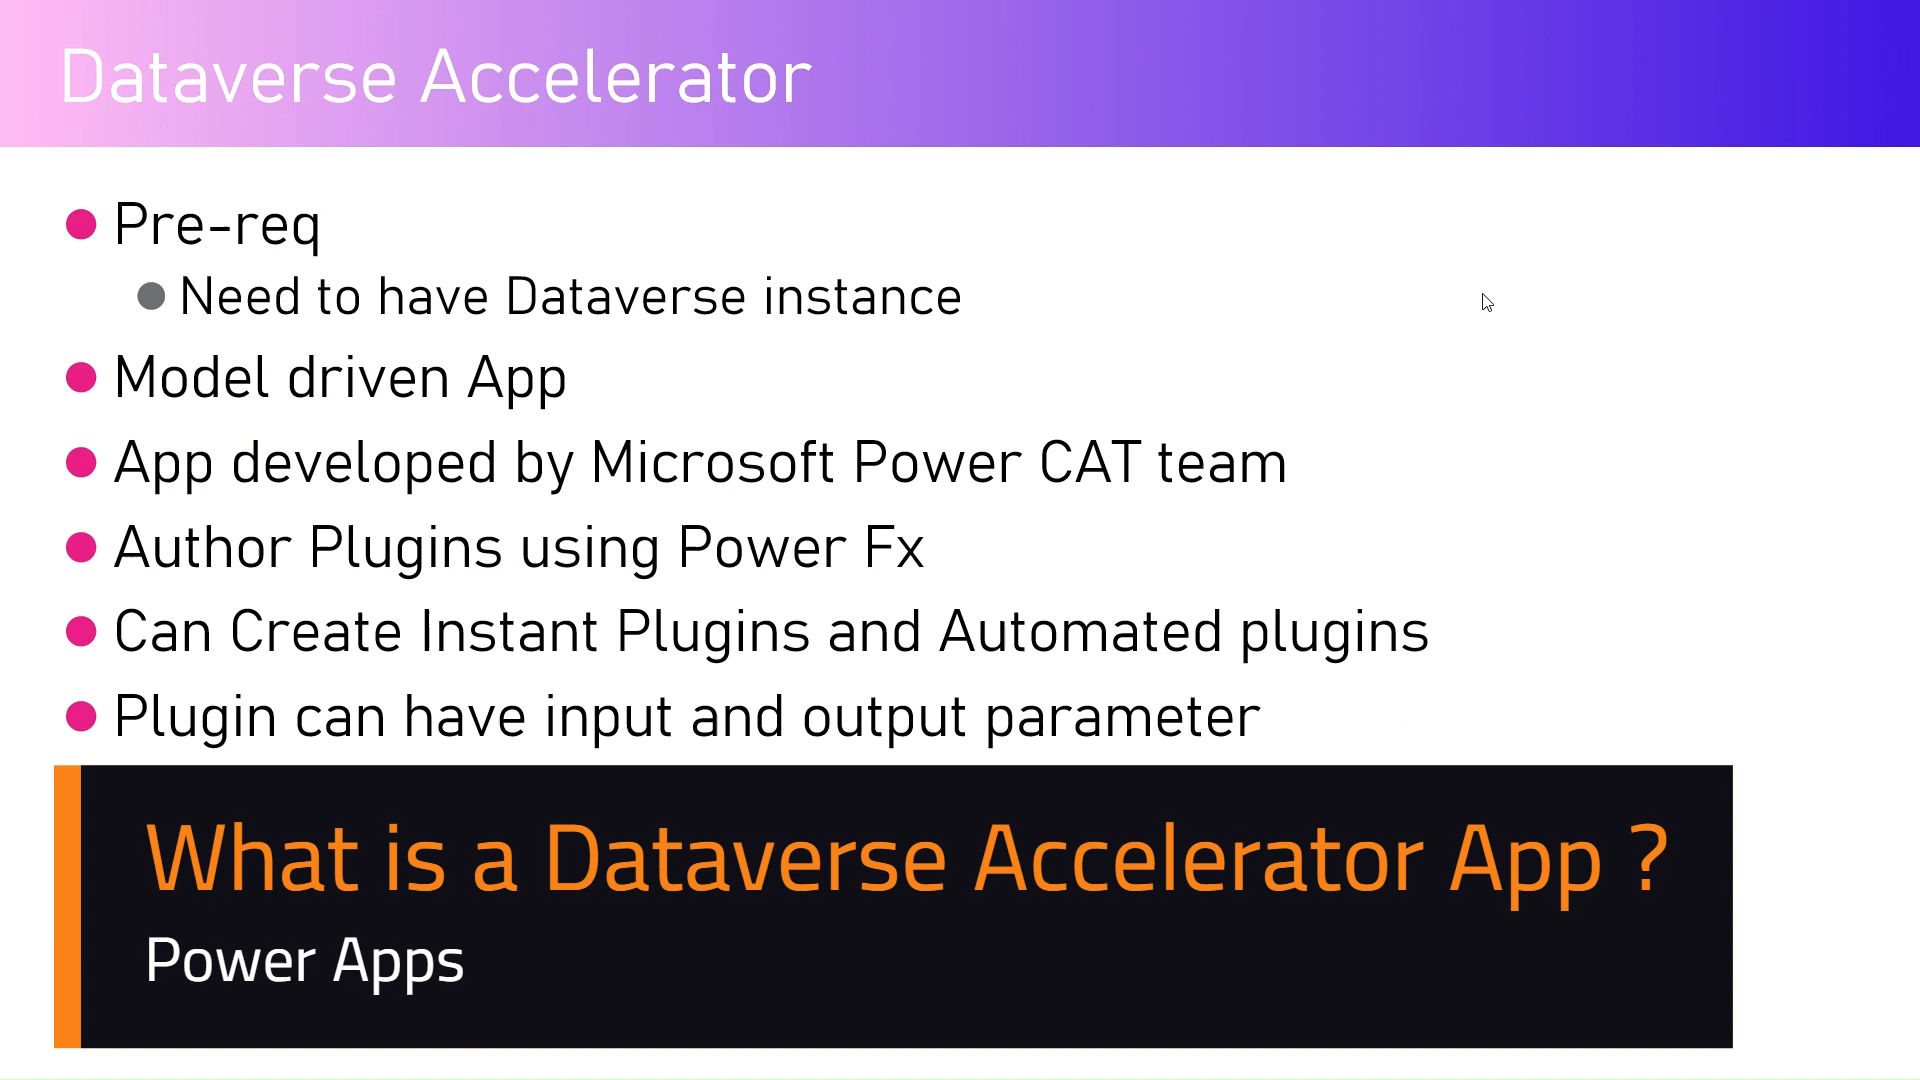 Dataverse Accelerator
Pre-req
Need to have Dataverse instance
Model driven App
App developed by Microsoft Power CAT team
Author Plugins using Power Fx
Can Create Instant Plugins and Automated plugins
Plugin can have input and output parameter
What is a Dataverse Accelerator App ?
Power Apps